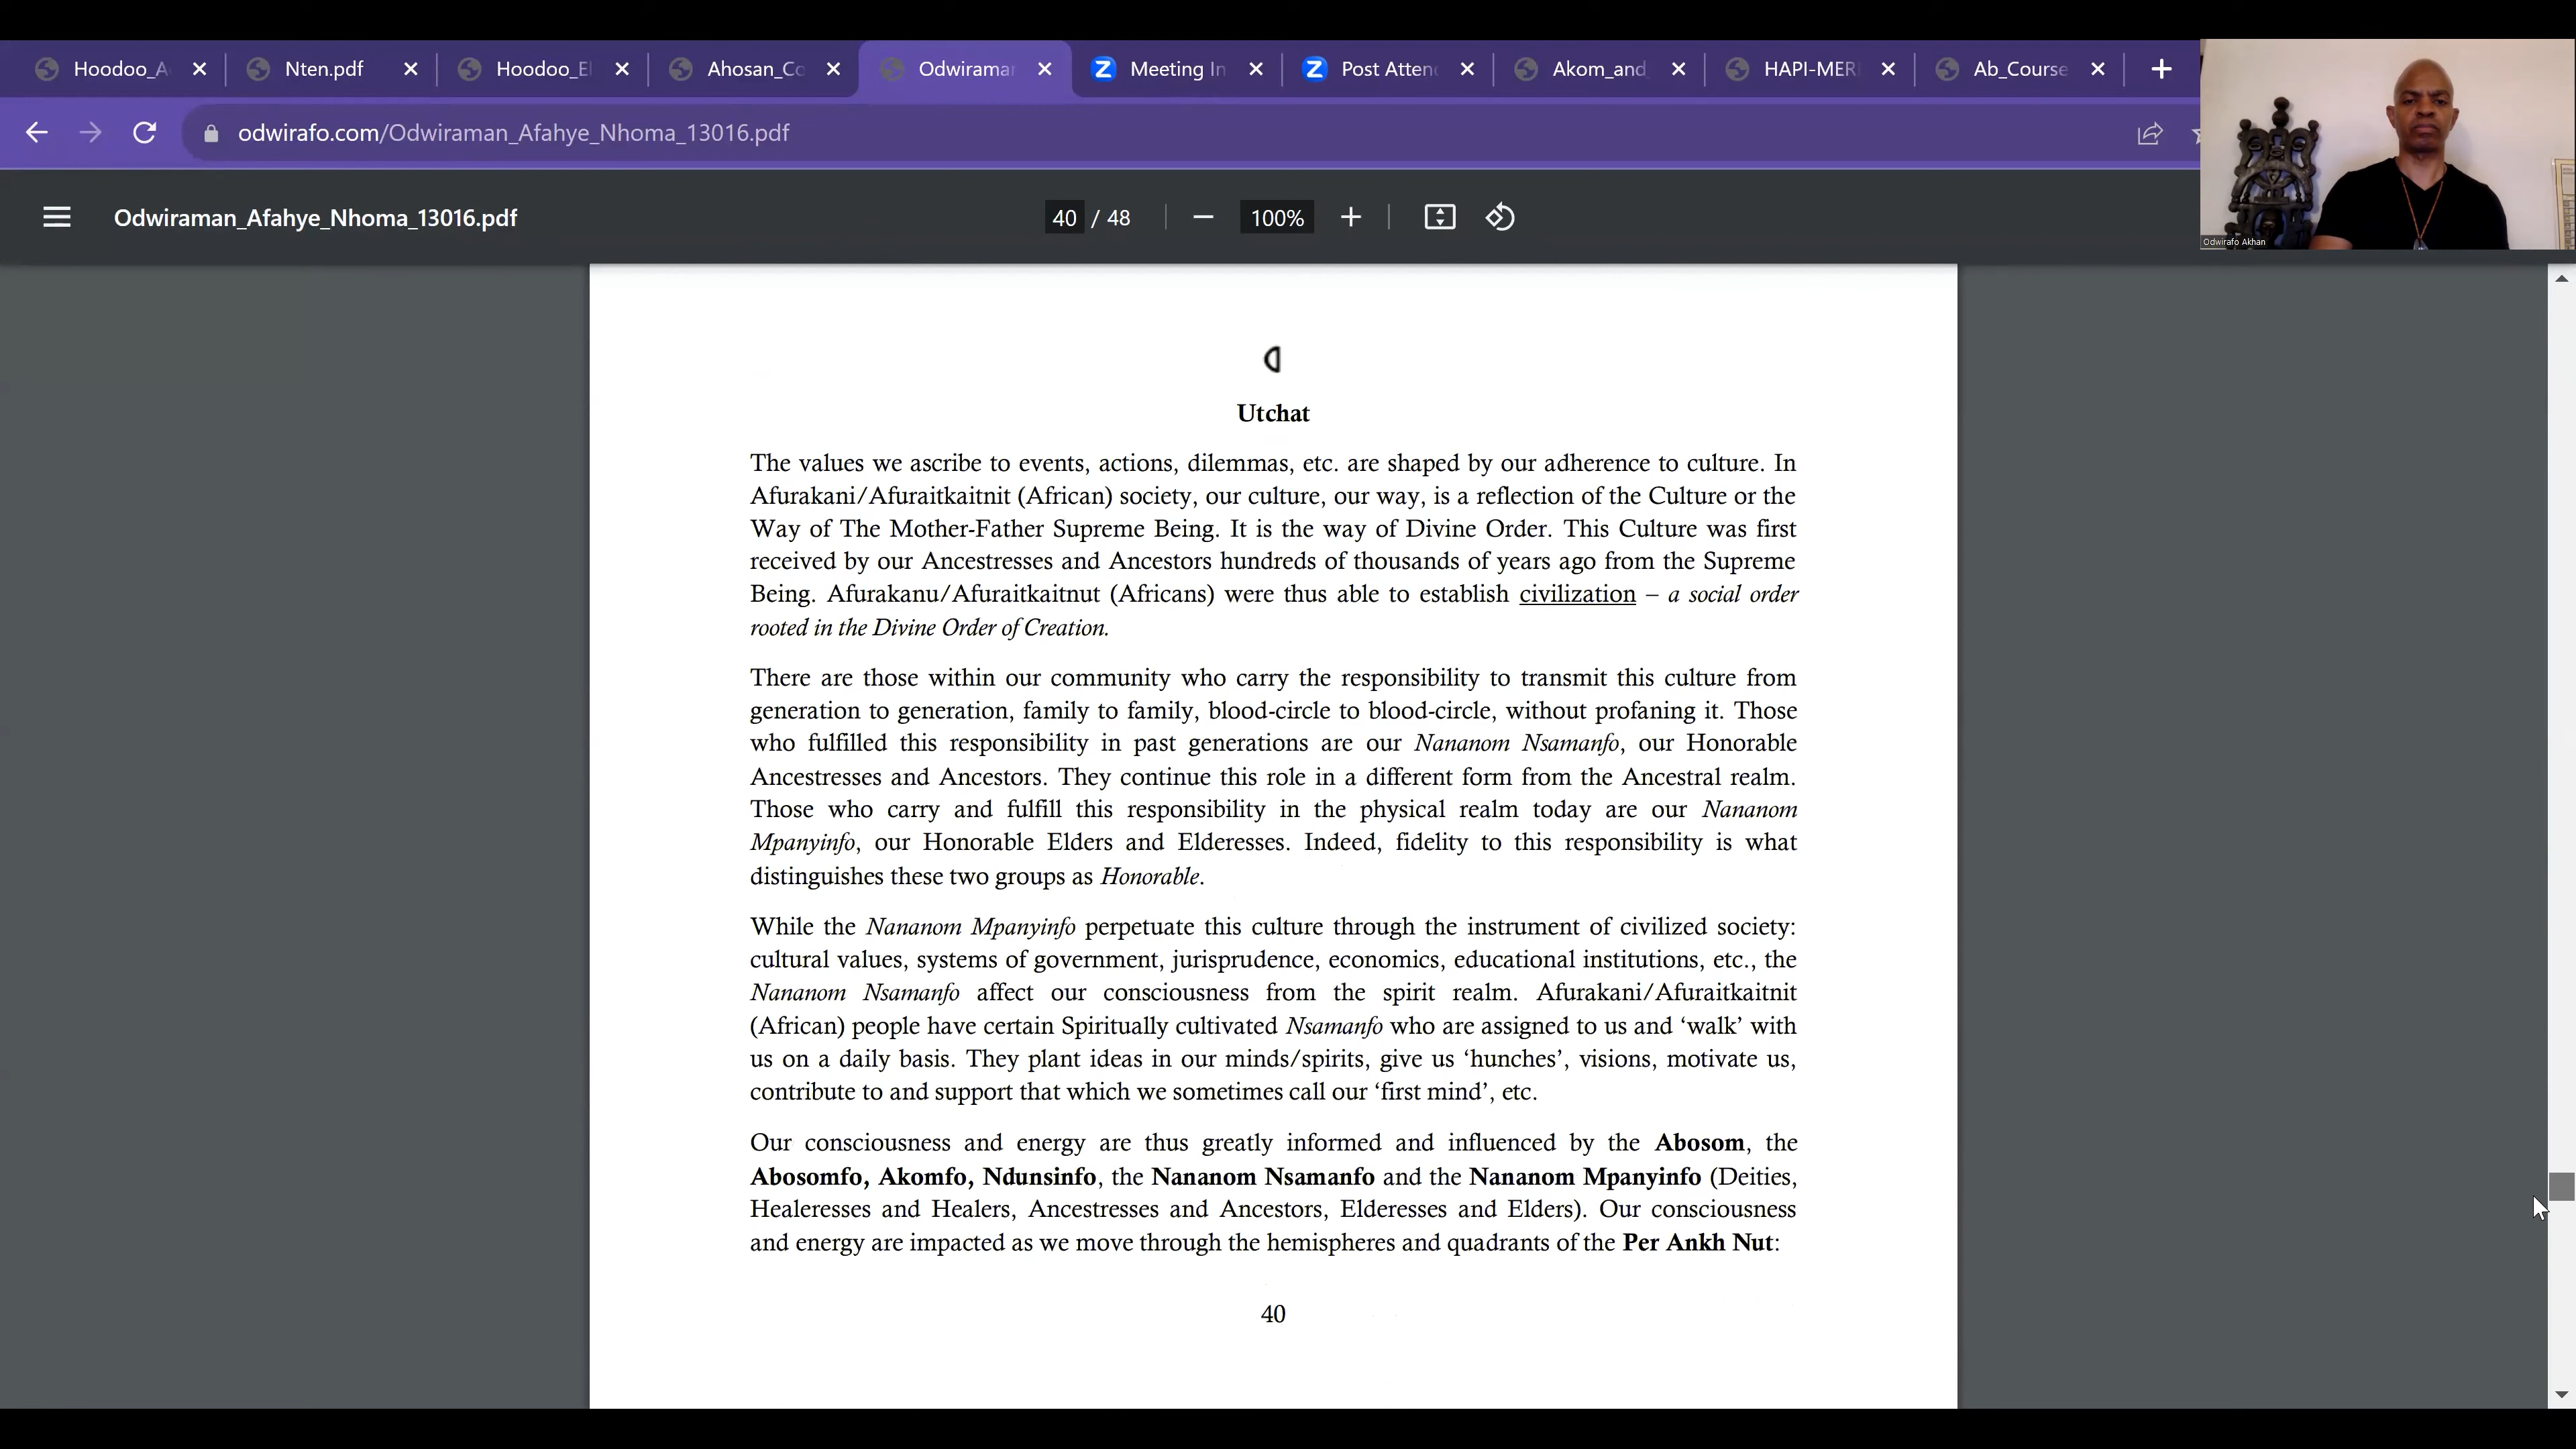 Hoodoo_A
Nten.pdf
Hoodoo_El
Ahosan_Co
Odwiraman
Meeting In
Post Atten
Akom_and_
HAPI-MER
Ab_Course
odwirafo.com/Odwiraman_Afahye_Nhoma_13016.pdf
Odwiraman_Afahye_Nhoma_13016.pdf
40 / 48
100%
Odwirafo Akhan
Utchat
The values we ascribe to events, actions, dilemmas, etc. are shaped by our adherence to culture. In
Afurakani/Afuraitkaitnit (African) society, our culture, our way, is a reflection of the Culture or the
Way of The Mother-Father Supreme Being. It is the way of Divine Order. This Culture was first
received by our Ancestresses and Ancestors hundreds of thousands of years ago from the Supreme
Being. Afurakanu/Afuraitkaitnut (Africans) were thus able to establish civilization – a social order
rooted in the Divine Order of Creation.
There are those within our community who carry the responsibility to transmit this culture from
generation to generation, family to family, blood-circle to blood-circle, without profaning it. Those
who fulfilled this responsibility in past generations are our Nananom Nsamanfo, our Honorable
Ancestresses and Ancestors. They continue this role in a different form from the Ancestral realm.
Those who carry and fulfill this responsibility in the physical realm today are our Nananom
Mpanyinfo, our Honorable Elders and Elderesses. Indeed, fidelity to this responsibility is what
distinguishes these two groups as Honorable.
While the Nananom Mpanyinfo perpetuate this culture through the instrument of civilized society:
cultural values, systems of government, jurisprudence, economics, educational institutions, etc., the
Nananom Nsamanfo affect our consciousness from the spirit realm. Afurakani/Afuraitkaitnit
(African) people have certain Spiritually cultivated Nsamanfo who are assigned to us and ‘walk’ with
us on a daily basis. They plant ideas in our minds/spirits, give us ‘hunches’, visions, motivate us,
contribute to and support that which we sometimes call our ‘first mind’, etc.
Our consciousness and energy are thus greatly informed and influenced by the Abosom, the
Abosomfo, Akomfo, Ndunsinfo, the Nananom Nsamanfo and the Nananom Mpanyinfo (Deities,
Healeresses and Healers, Ancestresses and Ancestors, Elderesses and Elders). Our consciousness
and energy are impacted as we move through the hemispheres and quadrants of the Per Ankh Nut:
40